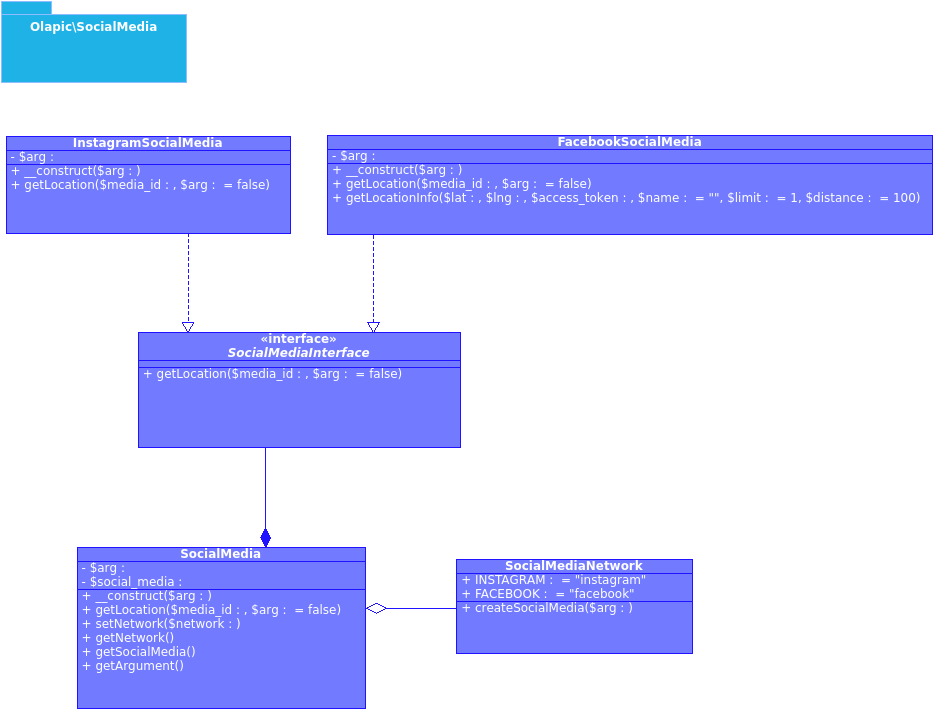 Olapic\SocialMedia
InstagramSocialMedia
- $arg :
+ __construct($arg : )
+ getLocation($media_id : , $arg :  = false)
FacebookSocialMedia
- $arg :
+ __construct($arg : )
+ getLocation($media_id : , $arg :  = false)
+ getLocationInfo($lat : , $lng : , $access_token : , $name :  = "", $limit :  = 1, $distance :  = 100)
«interface»
SocialMediaInterface
+ getLocation($media_id : , $arg :  = false)
SocialMedia
- $arg :
- $social_media :
+ __construct($arg : )
+ getLocation($media_id : , $arg :  = false)
+ setNetwork($network : )
+ getNetwork()
+ getSocialMedia()
+ getArgument()
SocialMediaNetwork
+ INSTAGRAM :  = "instagram"
+ FACEBOOK :  = "facebook"
+ createSocialMedia($arg : )